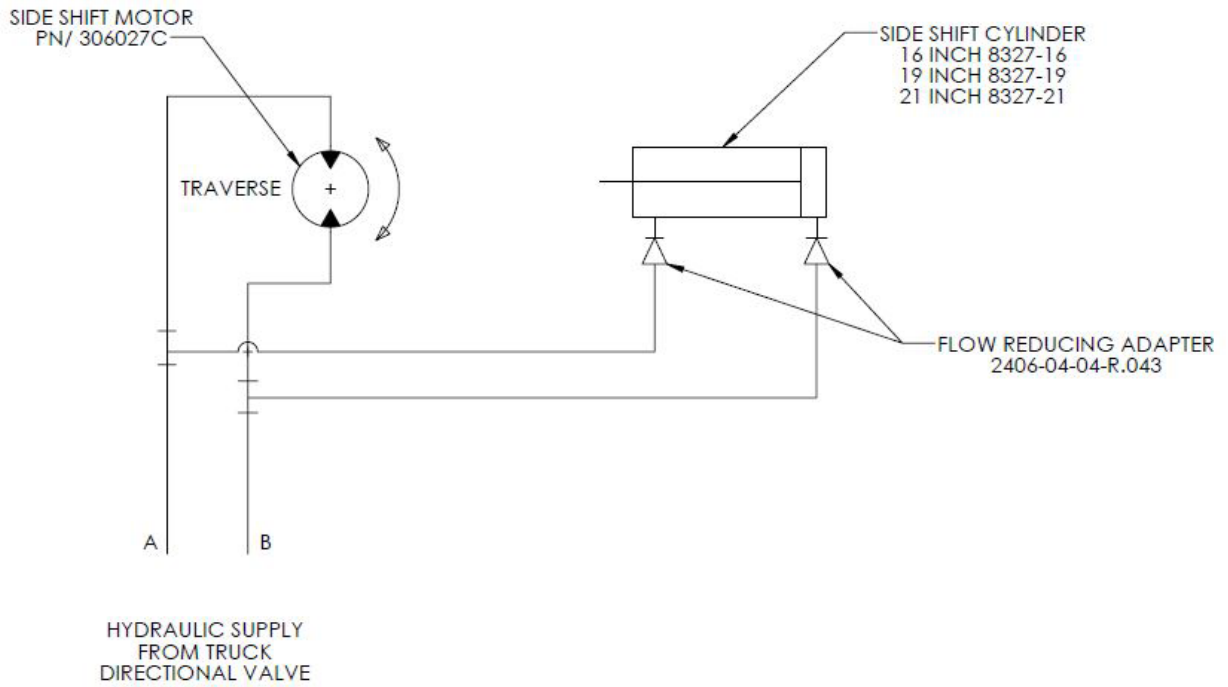 SIDE SHIFT MOTOR
PN/ 306027C
SIDE SHIFT CYLINDER
16 INCH 8327-16
19 INCH 8327-19
21 INCH 8327-21
TRAVERSE
FLOW REDUCING ADAPTER
2406-04-04-R.043
A
B
HYDRAULIC SUPPLY
FROM TRUCK
DIRECTIONAL VALVE